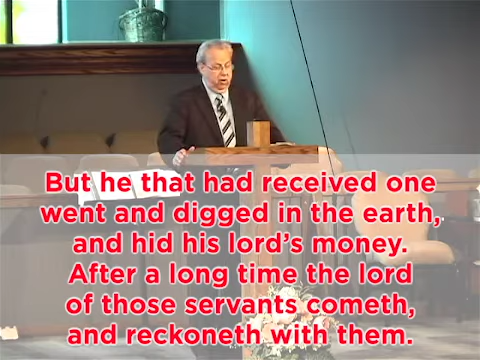 But he that had received one
went and digged in the earth,
and hid his lord's money.
After a long time the lord
of those servants cometh,
and reckoneth with them.